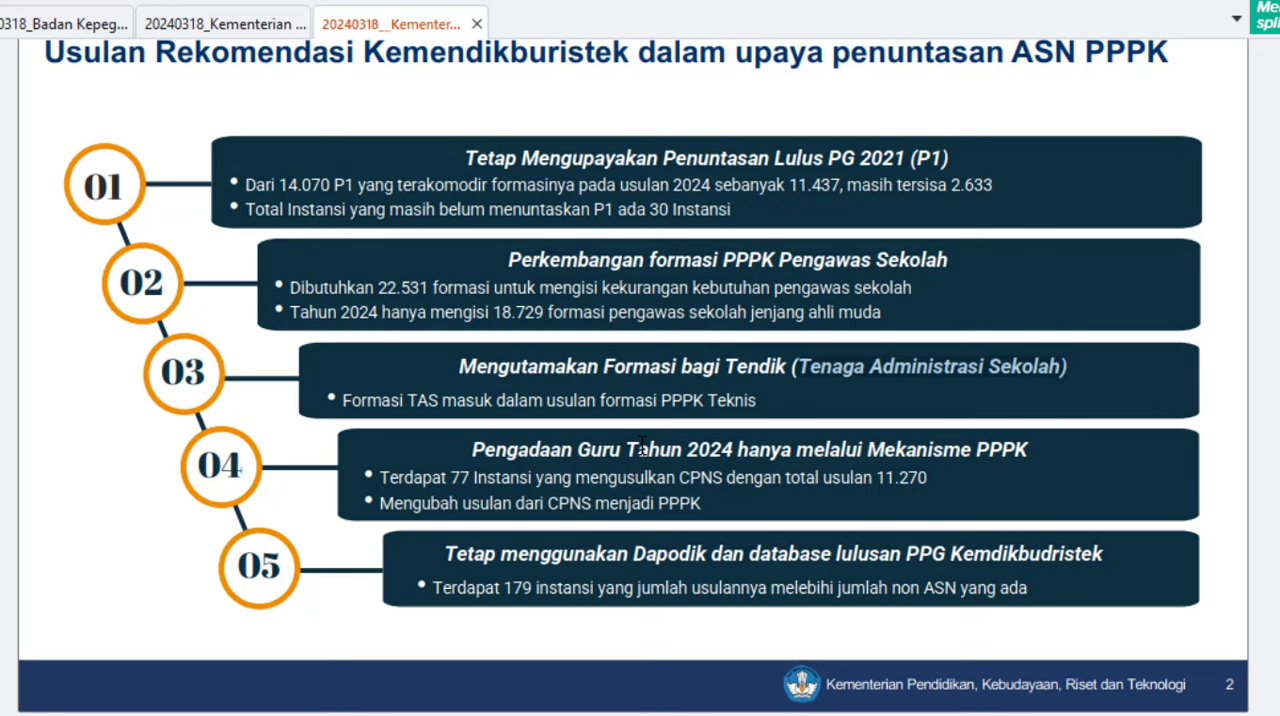 0318_Badan Kepeg...
20240318_Kementerian ...
20240318__Kementer...
Usulan Rekomendasi Kemendikburistek dalam upaya penuntasan ASN PPPK
01
Tetap Mengupayakan Penuntasan Lulus PG 2021 (P1)
• Dari 14.070 P1 yang terakomodir formasinya pada usulan 2024 sebanyak 11.437, masih tersisa 2.633
• Total Instansi yang masih belum menuntaskan P1 ada 30 Instansi
02
Perkembangan formasi PPPK Pengawas Sekolah
• Dibutuhkan 22.531 formasi untuk mengisi kekurangan kebutuhan pengawas sekolah
• Tahun 2024 hanya mengisi 18.729 formasi pengawas sekolah jenjang ahli muda
03
Mengutamakan Formasi bagi Tendik (Tenaga Administrasi Sekolah)
• Formasi TAS masuk dalam usulan formasi PPPK Teknis
04
Pengadaan Guru Tahun 2024 hanya melalui Mekanisme PPPK
• Terdapat 77 Instansi yang mengusulkan CPNS dengan total usulan 11.270
• Mengubah usulan dari CPNS menjadi PPPK
05
Tetap menggunakan Dapodik dan database lulusan PPG Kemdikbudristek
• Terdapat 179 instansi yang jumlah usulannya melebihi jumlah non ASN yang ada
Kementerian Pendidikan, Kebudayaan, Riset dan Teknologi
2